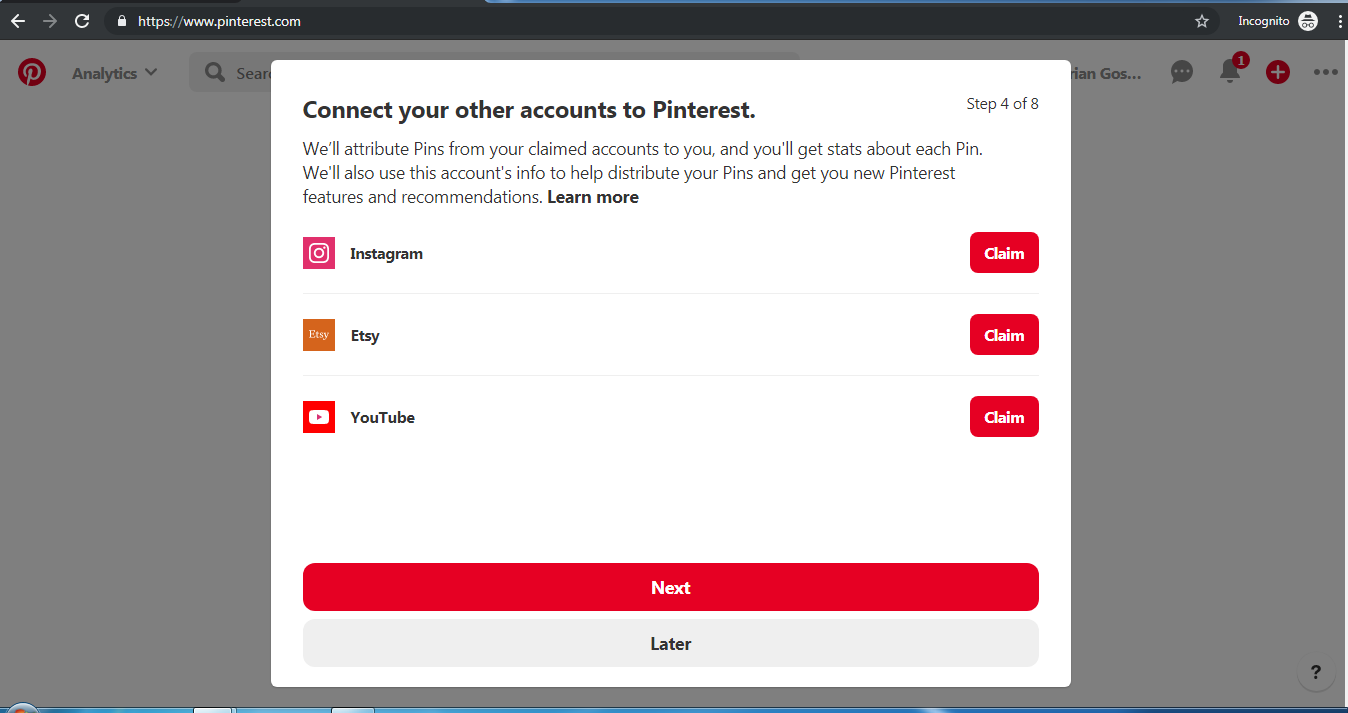 https://www.pinterest.com
Incognito
Analytics
1
Connect your other accounts to Pinterest.
Step 4 of 8
We'll attribute Pins from your claimed accounts to you, and you'll get stats about each Pin.
We'll also use this account's info to help distribute your Pins and get you new Pinterest
features and recommendations. Learn more
Instagram
Claim
Etsy
Etsy
Claim
YouTube
Claim
Next
Later
?